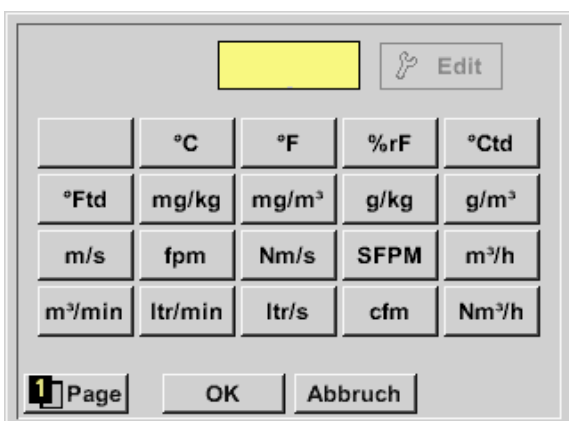 Edit
°C °F %rF °Ctd
°Ftd mg/kg mg/m³ g/kg g/m³
m/s fpm Nm/s SFPM m³/h
m³/min ltr/min ltr/s cfm Nm³/h
1 Page OK Abbruch